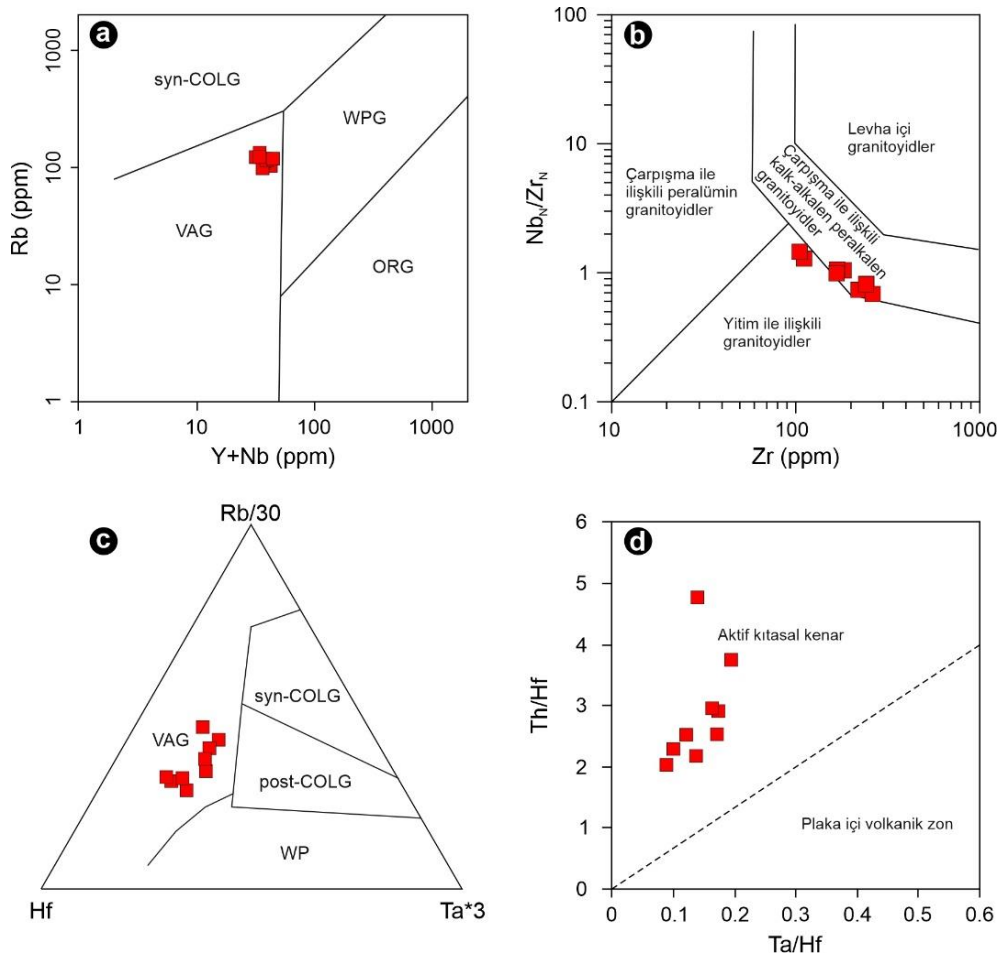 a
1000
100
10
1
Rb (ppm)
syn-COLG
WPG
VAG
ORG
1
10
100
1000
Y+Nb (ppm)
b
100
10
1
0.1
Nb_N/Zr_N
Levha içi
granitoyidler
Çarpışma ile
ilişkili peralümin
granitoyidler
Çarpışma ile ilişkili
kalk-alkalen peralkalen
granitoyidler
Yitim ile ilişkili
granitoyidler
10
100
1000
Zr (ppm)
c
Rb/30
syn-COLG
VAG
post-COLG
WP
Hf
Ta*3
d
6
5
4
3
2
1
0
Th/Hf
Aktif kıtasal kenar
Plaka içi volkanik zon
0
0.1
0.2
0.3
0.4
0.5
0.6
Ta/Hf